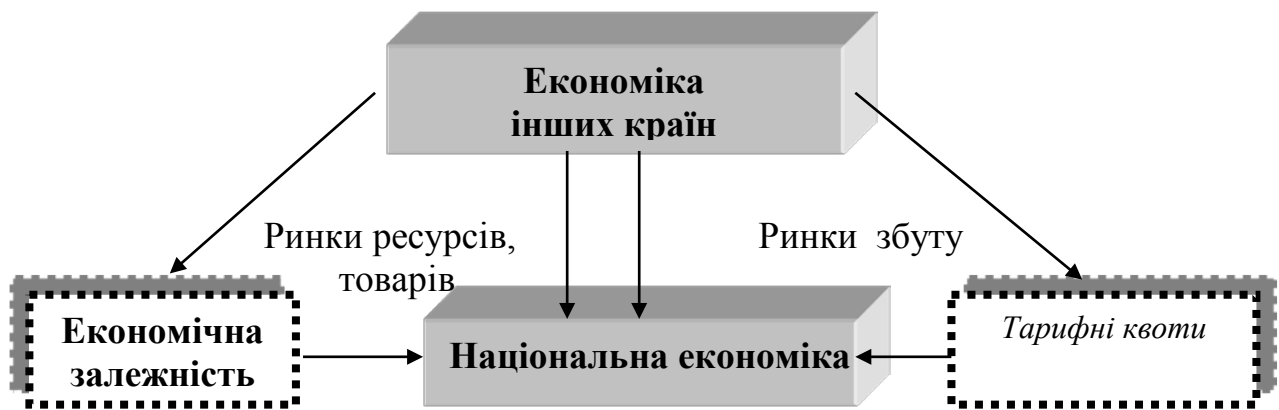 Економіка
інших країн
Ринки ресурсів,
товарів
Ринки збуту
Економічна
залежність
Національна економіка
Тарифні квоти